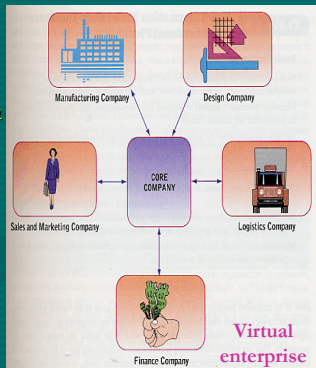 Manufacturing Company
Design Company
CORE
COMPANY
Sales and Marketing Company
Logistics Company
Finance Company
Virtual
enterprise